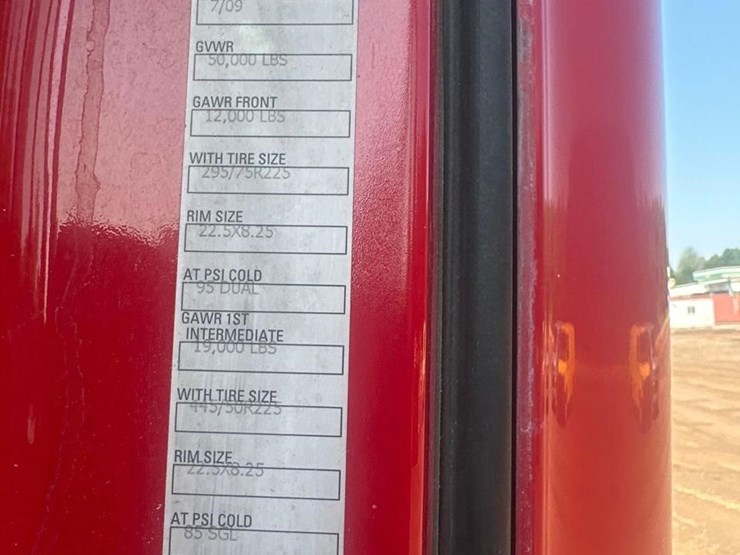 7/09
GVWR
50,000 LBS
GAWR FRONT
12,000 LBS
WITH TIRE SIZE
295/75R225
RIM SIZE
22.5X8.25
AT PSI COLD
95 DUAL
GAWR 1ST
INTERMEDIATE
19,000 LBS
WITH TIRE SIZE
445/50R225
RIM SIZE
22.5X8.25
AT PSI COLD
85 SGL